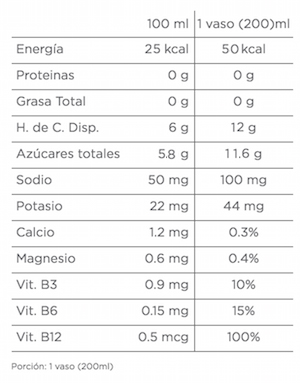 100 ml 1 vaso (200)ml
Energía 25 kcal 50 kcal
Proteinas 0 g 0 g
Grasa Total 0 g 0 g
H. de C. Disp. 6 g 12 g
Azúcares totales 5.8 g 11.6 g
Sodio 50 mg 100 mg
Potasio 22 mg 44 mg
Calcio 1.2 mg 0.3%
Magnesio 0.6 mg 0.4%
Vit. B3 0.9 mg 10%
Vit. B6 0.15 mg 15%
Vit. B12 0.5 mcg 100%
Porción: 1 vaso (200ml)